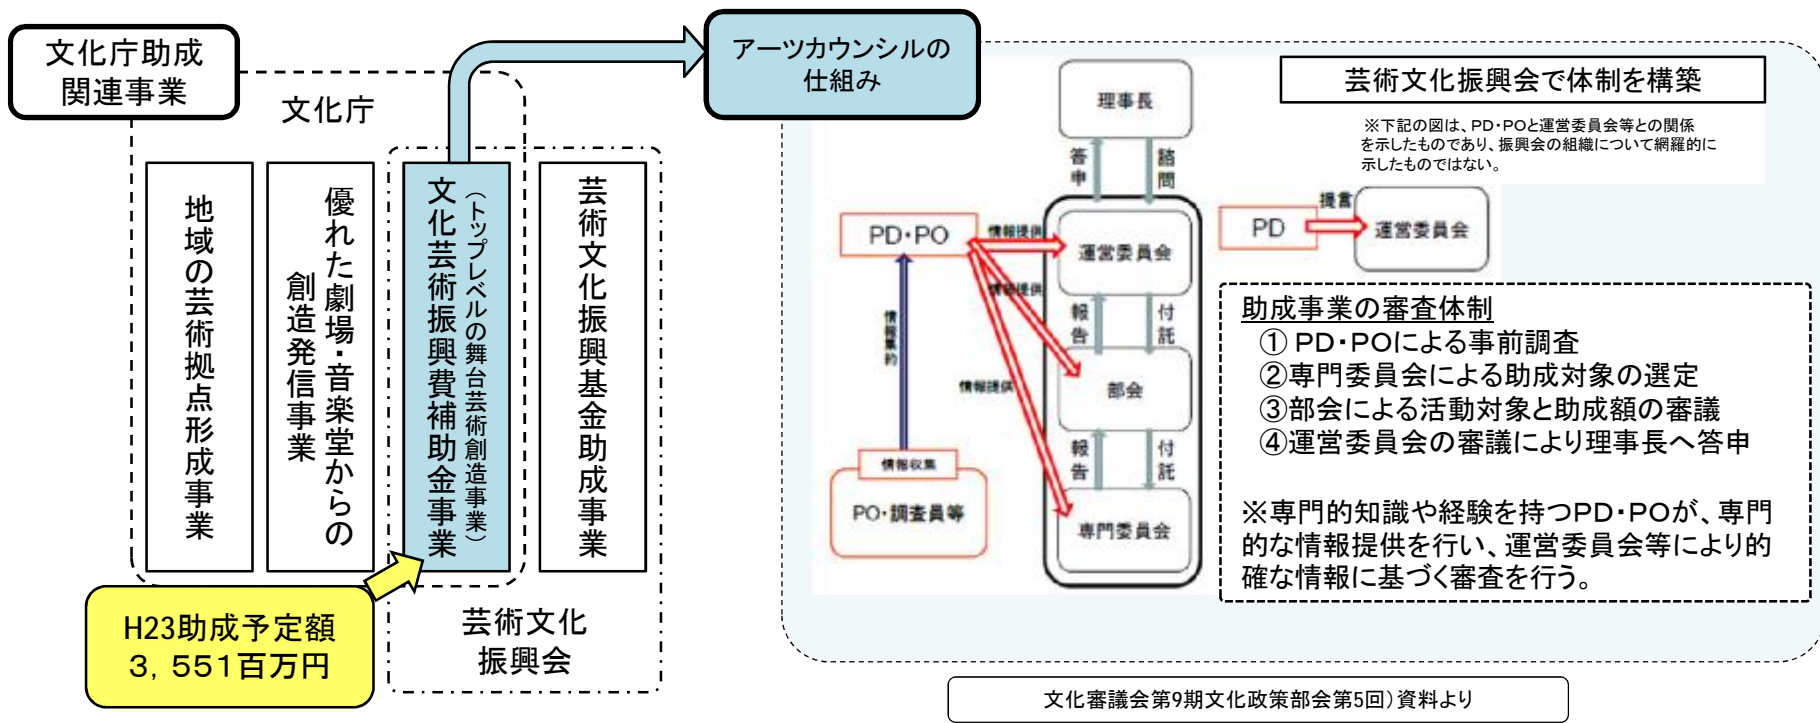 文化庁助成
関連事業
文化庁
地域の芸術拠点形成事業
優れた劇場・音楽堂からの
創造発信事業
文化芸術振興費補助金事業
(トップレベルの舞台芸術創造事業)
芸術文化振興基金助成事業
H23助成予定額
3,551百万円
芸術文化
振興会
アーツカウンシルの
仕組み
芸術文化振興会で体制を構築
※下記の図は、PD・POと運営委員会等との関係
を示したものであり、振興会の組織について網羅的に
示したものではない。
理事長
答申
諮問
PD・PO
情報提供
運営委員会
情報提供
報告
付託
情報集約
情報提供
部会
報告
付託
情報収集
PO・調査員等
専門委員会
PD
提言
運営委員会
助成事業の審査体制
① PD・POによる事前調査
②専門委員会による助成対象の選定
③部会による活動対象と助成額の審議
④運営委員会の審議により理事長へ答申
※専門的知識や経験を持つPD・POが、専門
的な情報提供を行い、運営委員会等により的
確な情報に基づく審査を行う。
文化審議会第9期文化政策部会第5回)資料より